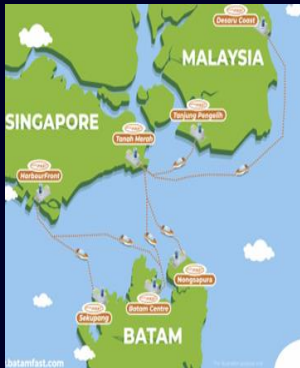 Desaru Coast
MALAYSIA
Tanjung Pengelih
SINGAPORE
Tanah Merah
HarbourFront
Nongsapura
Sekupang
Batam Centre
BATAM
batamfast.com